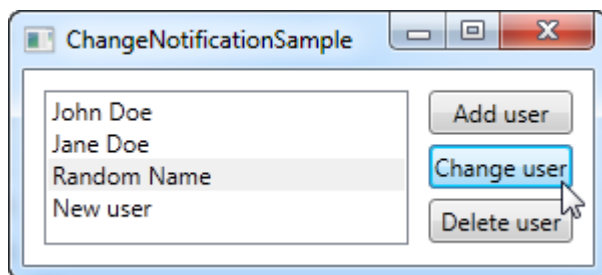 ChangeNotificationSample
John Doe
Jane Doe
Random Name
New user
Add user
Change user
Delete user